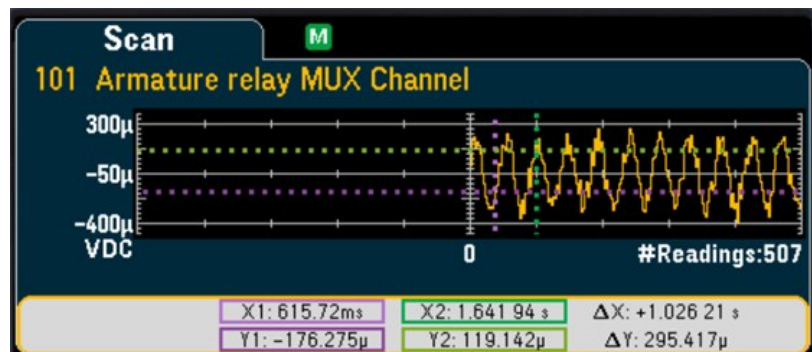 Scan M
101 Armature relay MUX Channel
300µ
-50µ
-400µ
VDC 0 #Readings:507
X1: 615.72ms X2: 1.641 94 s ΔX: +1.026 21 s
Y1: -176.275µ Y2: 119.142µ ΔY: 295.417µ